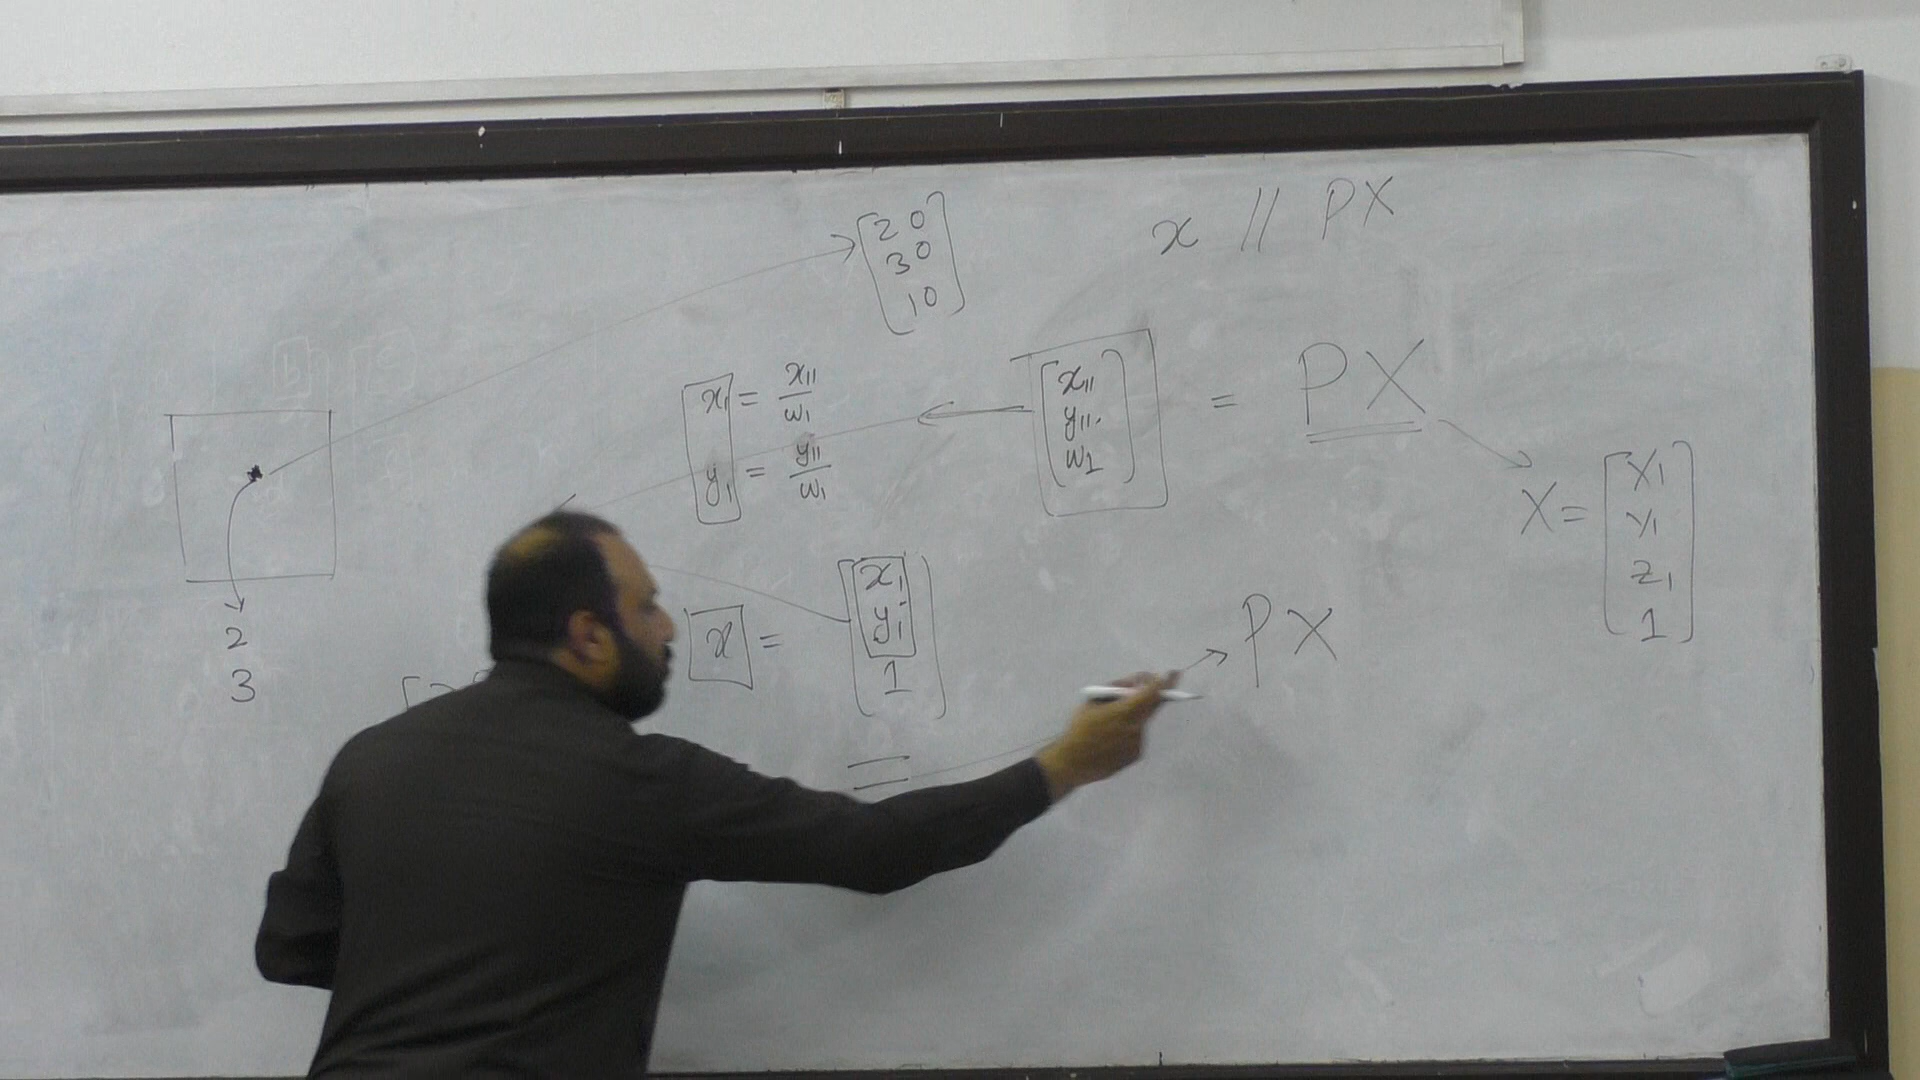 [20
30
10]
x // PX
x₁ = x₁₁/w₁
y₁ = y₁₁/w₁
[x₁₁
y₁₁.
w1] = PX
X = [X₁
Y₁
Z₁
1]
2
3
x = [x₁
y₁
1]
=
PX